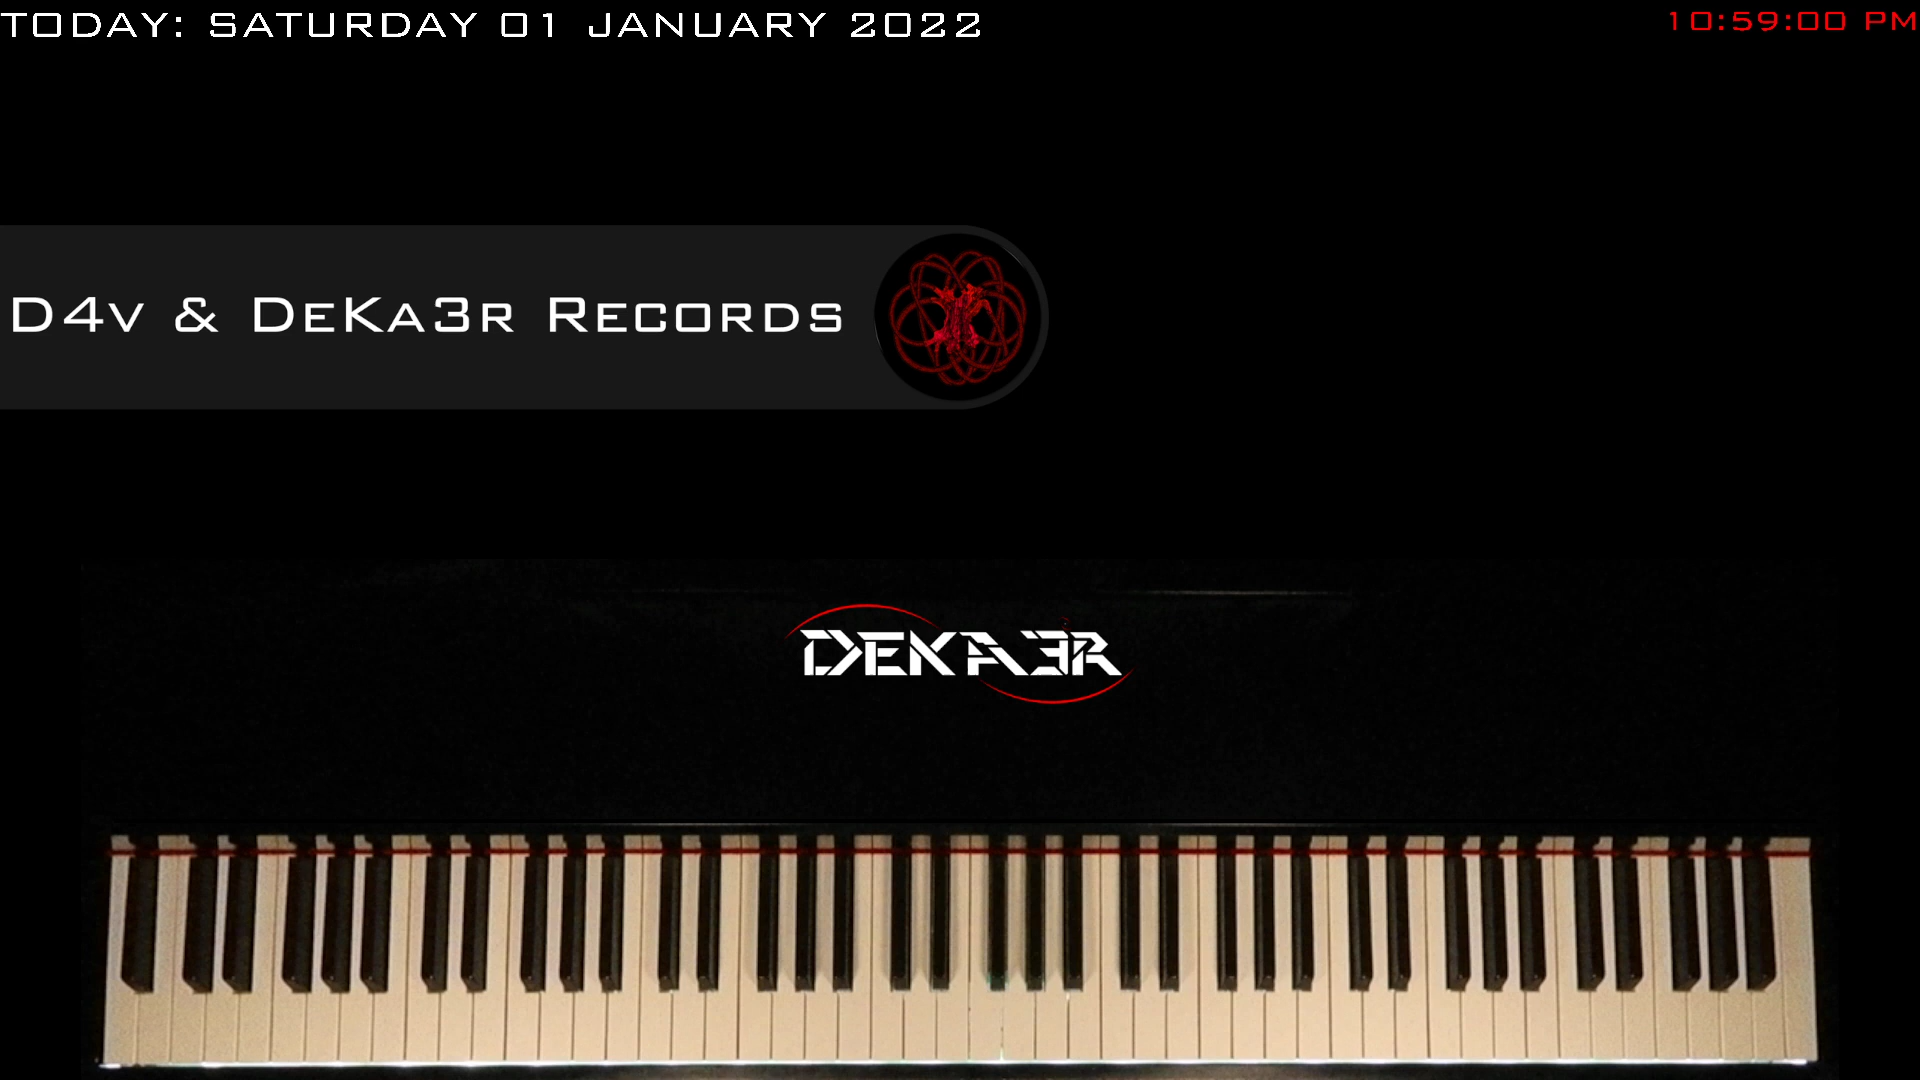 TODAY: SATURDAY 01 JANUARY 2022
10:59:00 PM
D4v & DeKa3r Records
DEKA3R